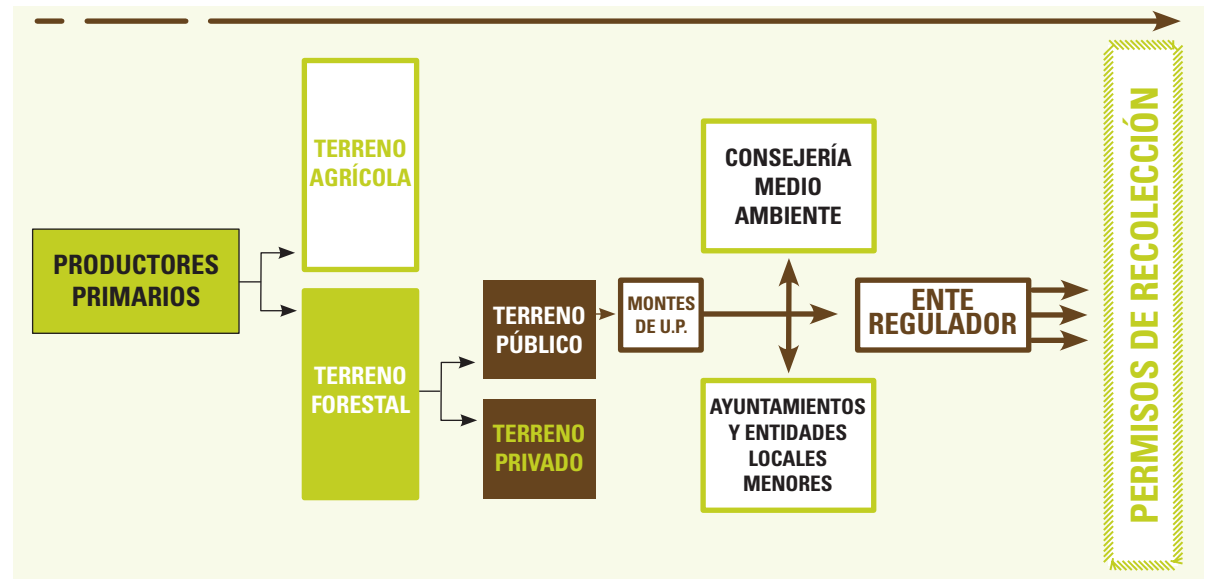 PRODUCTORES
PRIMARIOS
TERRENO
AGRÍCOLA
TERRENO
FORESTAL
TERRENO
PÚBLICO
TERRENO
PRIVADO
MONTES
DE U.P.
CONSEJERÍA
MEDIO
AMBIENTE
AYUNTAMIENTOS
Y ENTIDADES
LOCALES
MENORES
ENTE
REGULADOR
PERMISOS DE RECOLECCIÓN